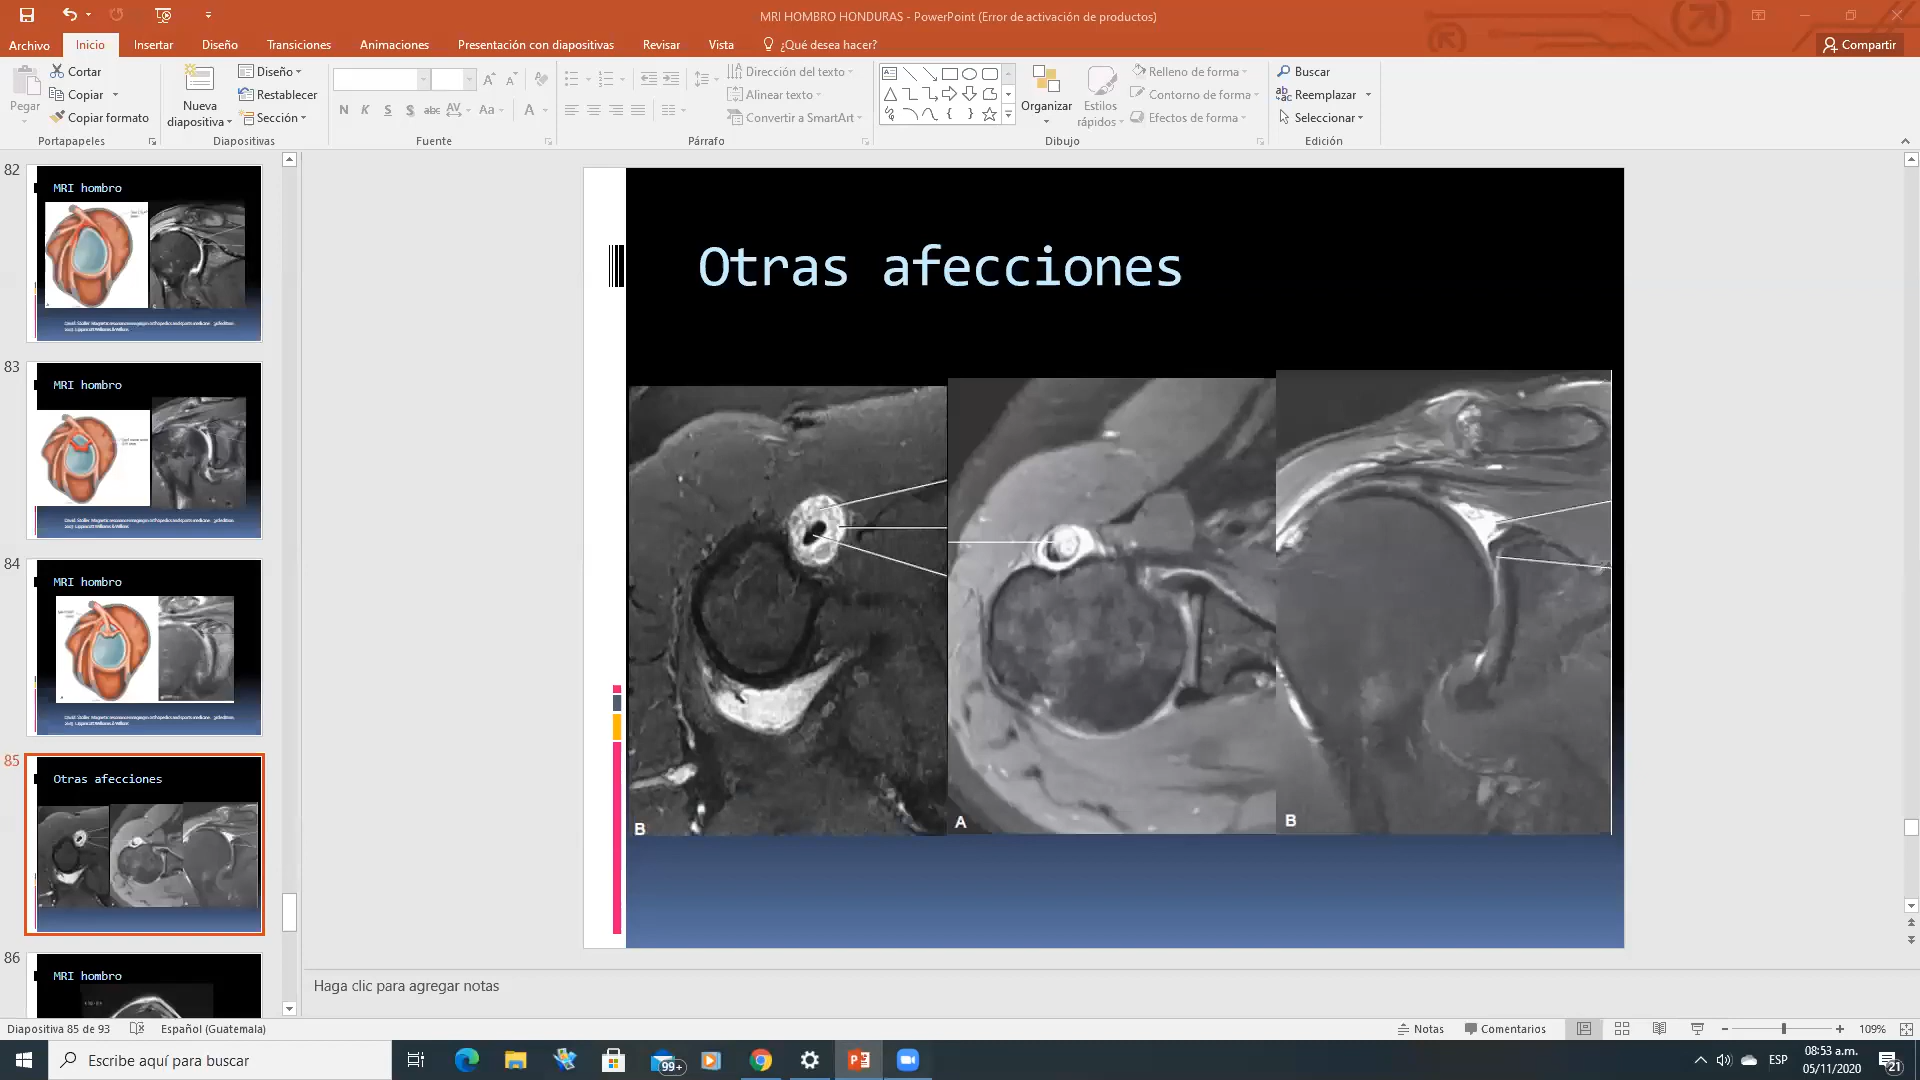 MRI HOMBRO HONDURAS - PowerPoint (Error de activación de productos)
Archivo Inicio Insertar Diseño Transiciones Animaciones Presentación con diapositivas Revisar Vista ¿Qué desea hacer? Compartir
Pegar
Cortar
Copiar
Copiar formato
Portapapeles
Nueva diapositiva
Diseño
Restablecer
Sección
Diapositivas
N K S S abc AV Aa A
Fuente
Dirección del texto
Alinear texto
Convertir a SmartArt
Párrafo
Organizar
Estilos rápidos
Relleno de forma
Contorno de forma
Efectos de forma
Dibujo
Buscar
Reemplazar
Seleccionar
Edición
82
MRI hombro
83
MRI hombro
84
MRI hombro
85
Otras afecciones
86
MRI hombro
Otras afecciones
B
A
B
Haga clic para agregar notas
Diapositiva 85 de 93 Español (Guatemala) Notas Comentarios 109%
Escribe aquí para buscar
99+
ESP
08:53 a.m.
05/11/2020
21